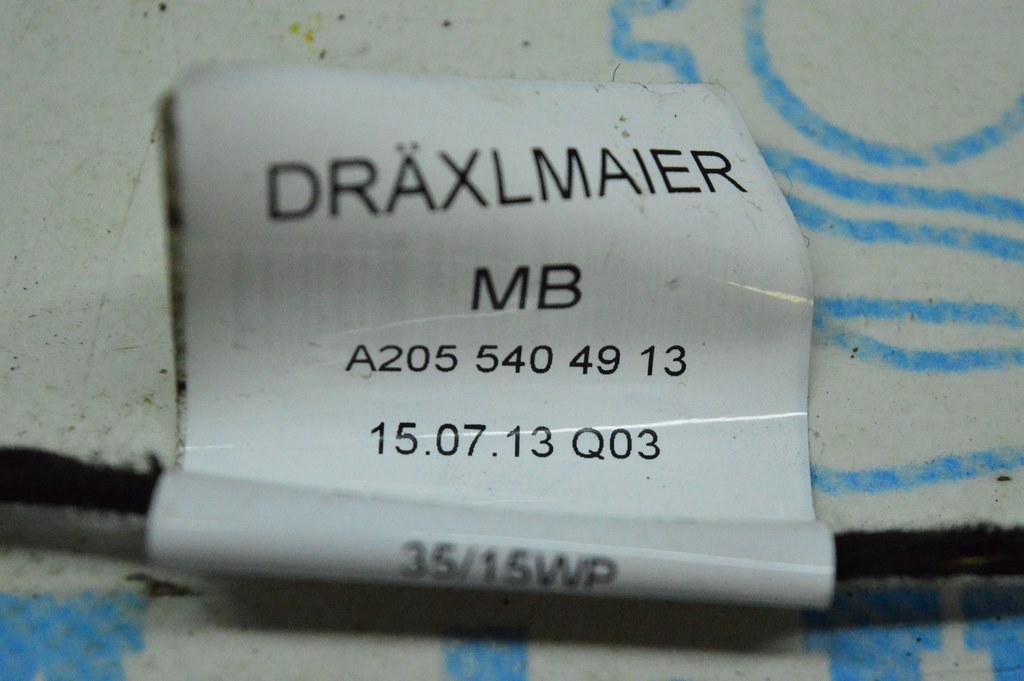 DRÄXLMAIER
MB
A205 540 49 13
15.07.13 Q03
35/15WP